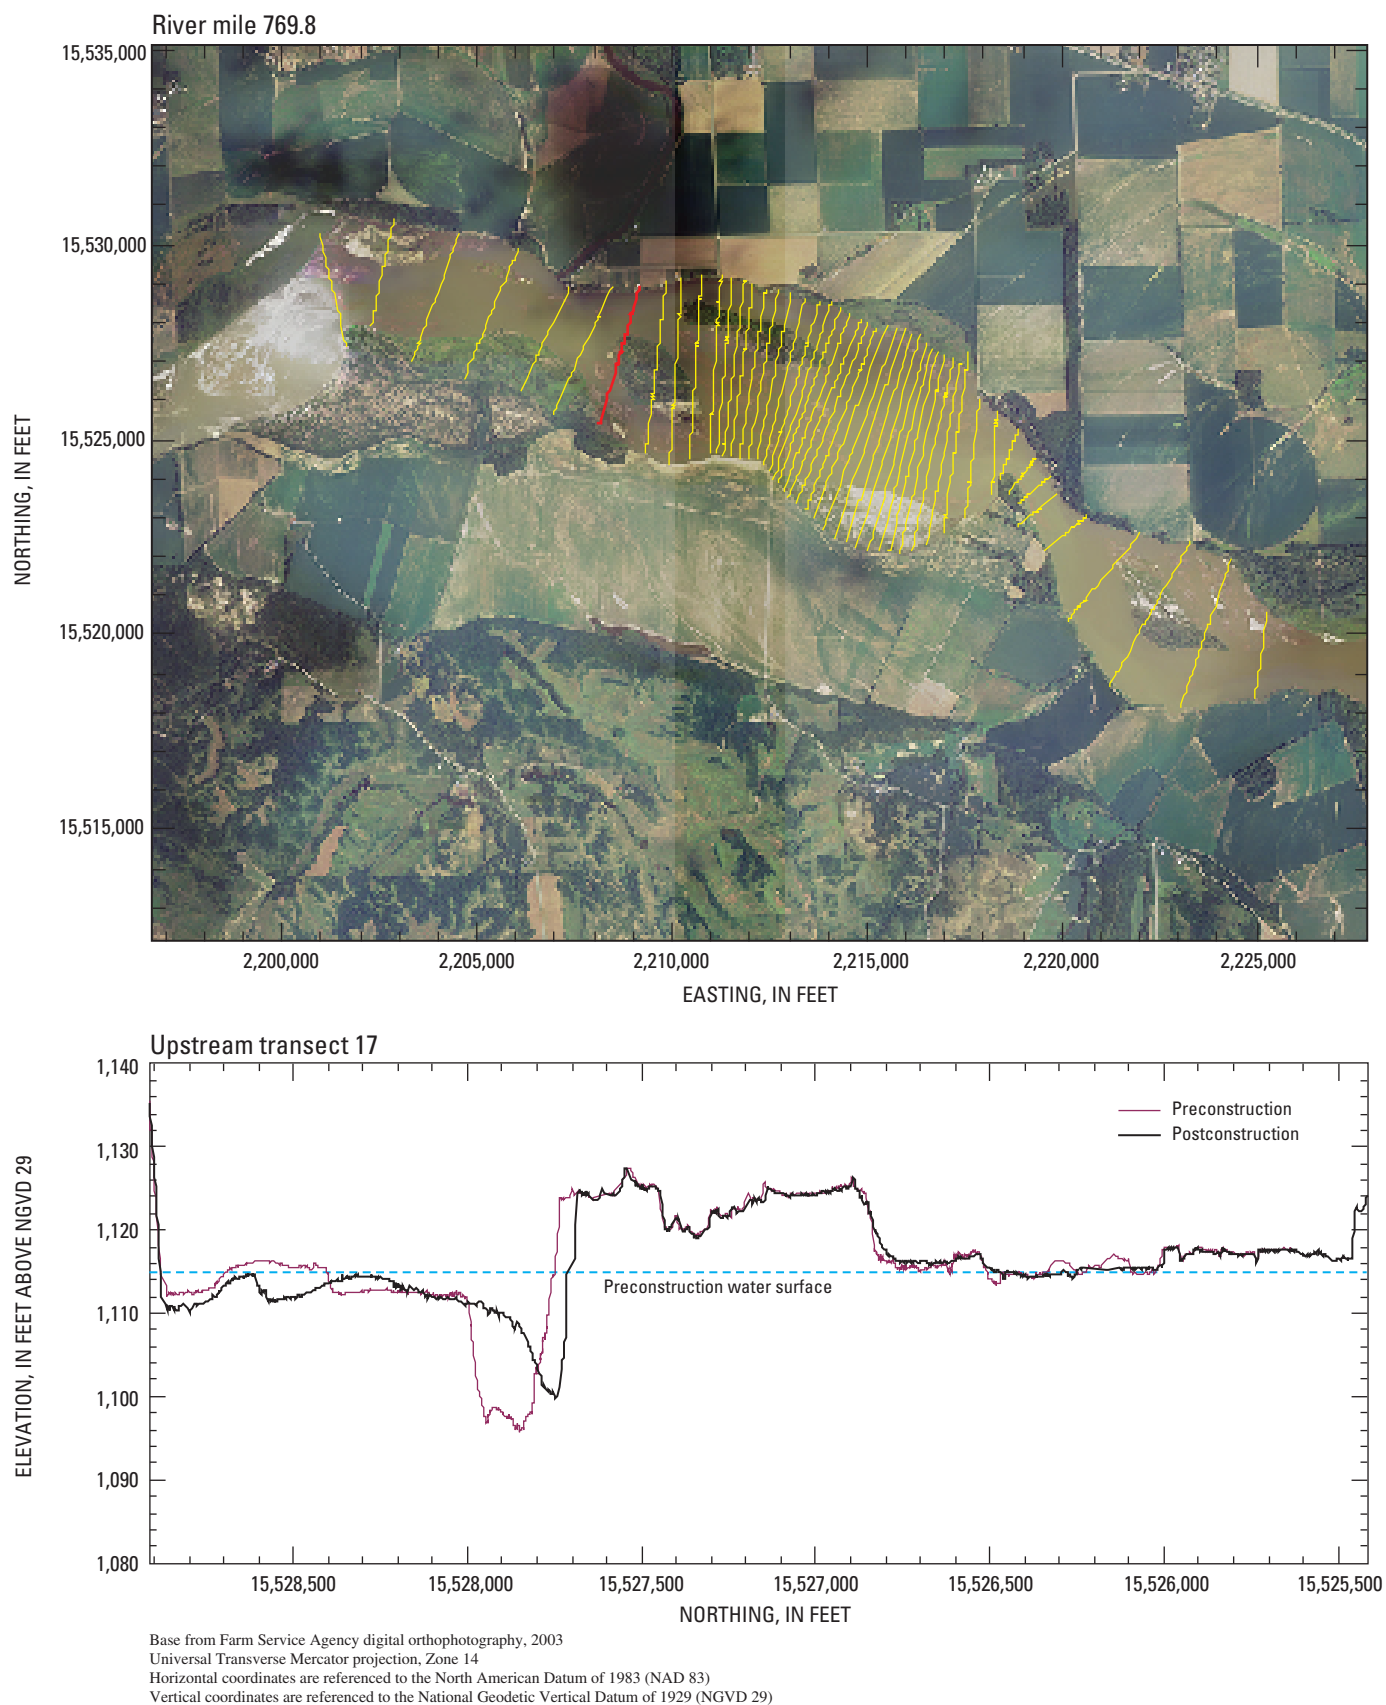 River mile 769.8
15,535,000
15,530,000
15,525,000
15,520,000
15,515,000
NORTHING, IN FEET
2,200,000 2,205,000 2,210,000 2,215,000 2,220,000 2,225,000
EASTING, IN FEET
Upstream transect 17
1,140
1,130
1,120
1,110
1,100
1,090
1,080
ELEVATION, IN FEET ABOVE NGVD 29
Preconstruction
Postconstruction
Preconstruction water surface
15,528,500 15,528,000 15,527,500 15,527,000 15,526,500 15,526,000 15,525,500
NORTHING, IN FEET
Base from Farm Service Agency digital orthophotography, 2003
Universal Transverse Mercator projection, Zone 14
Horizontal coordinates are referenced to the North American Datum of 1983 (NAD 83)
Vertical coordinates are referenced to the National Geodetic Vertical Datum of 1929 (NGVD 29)